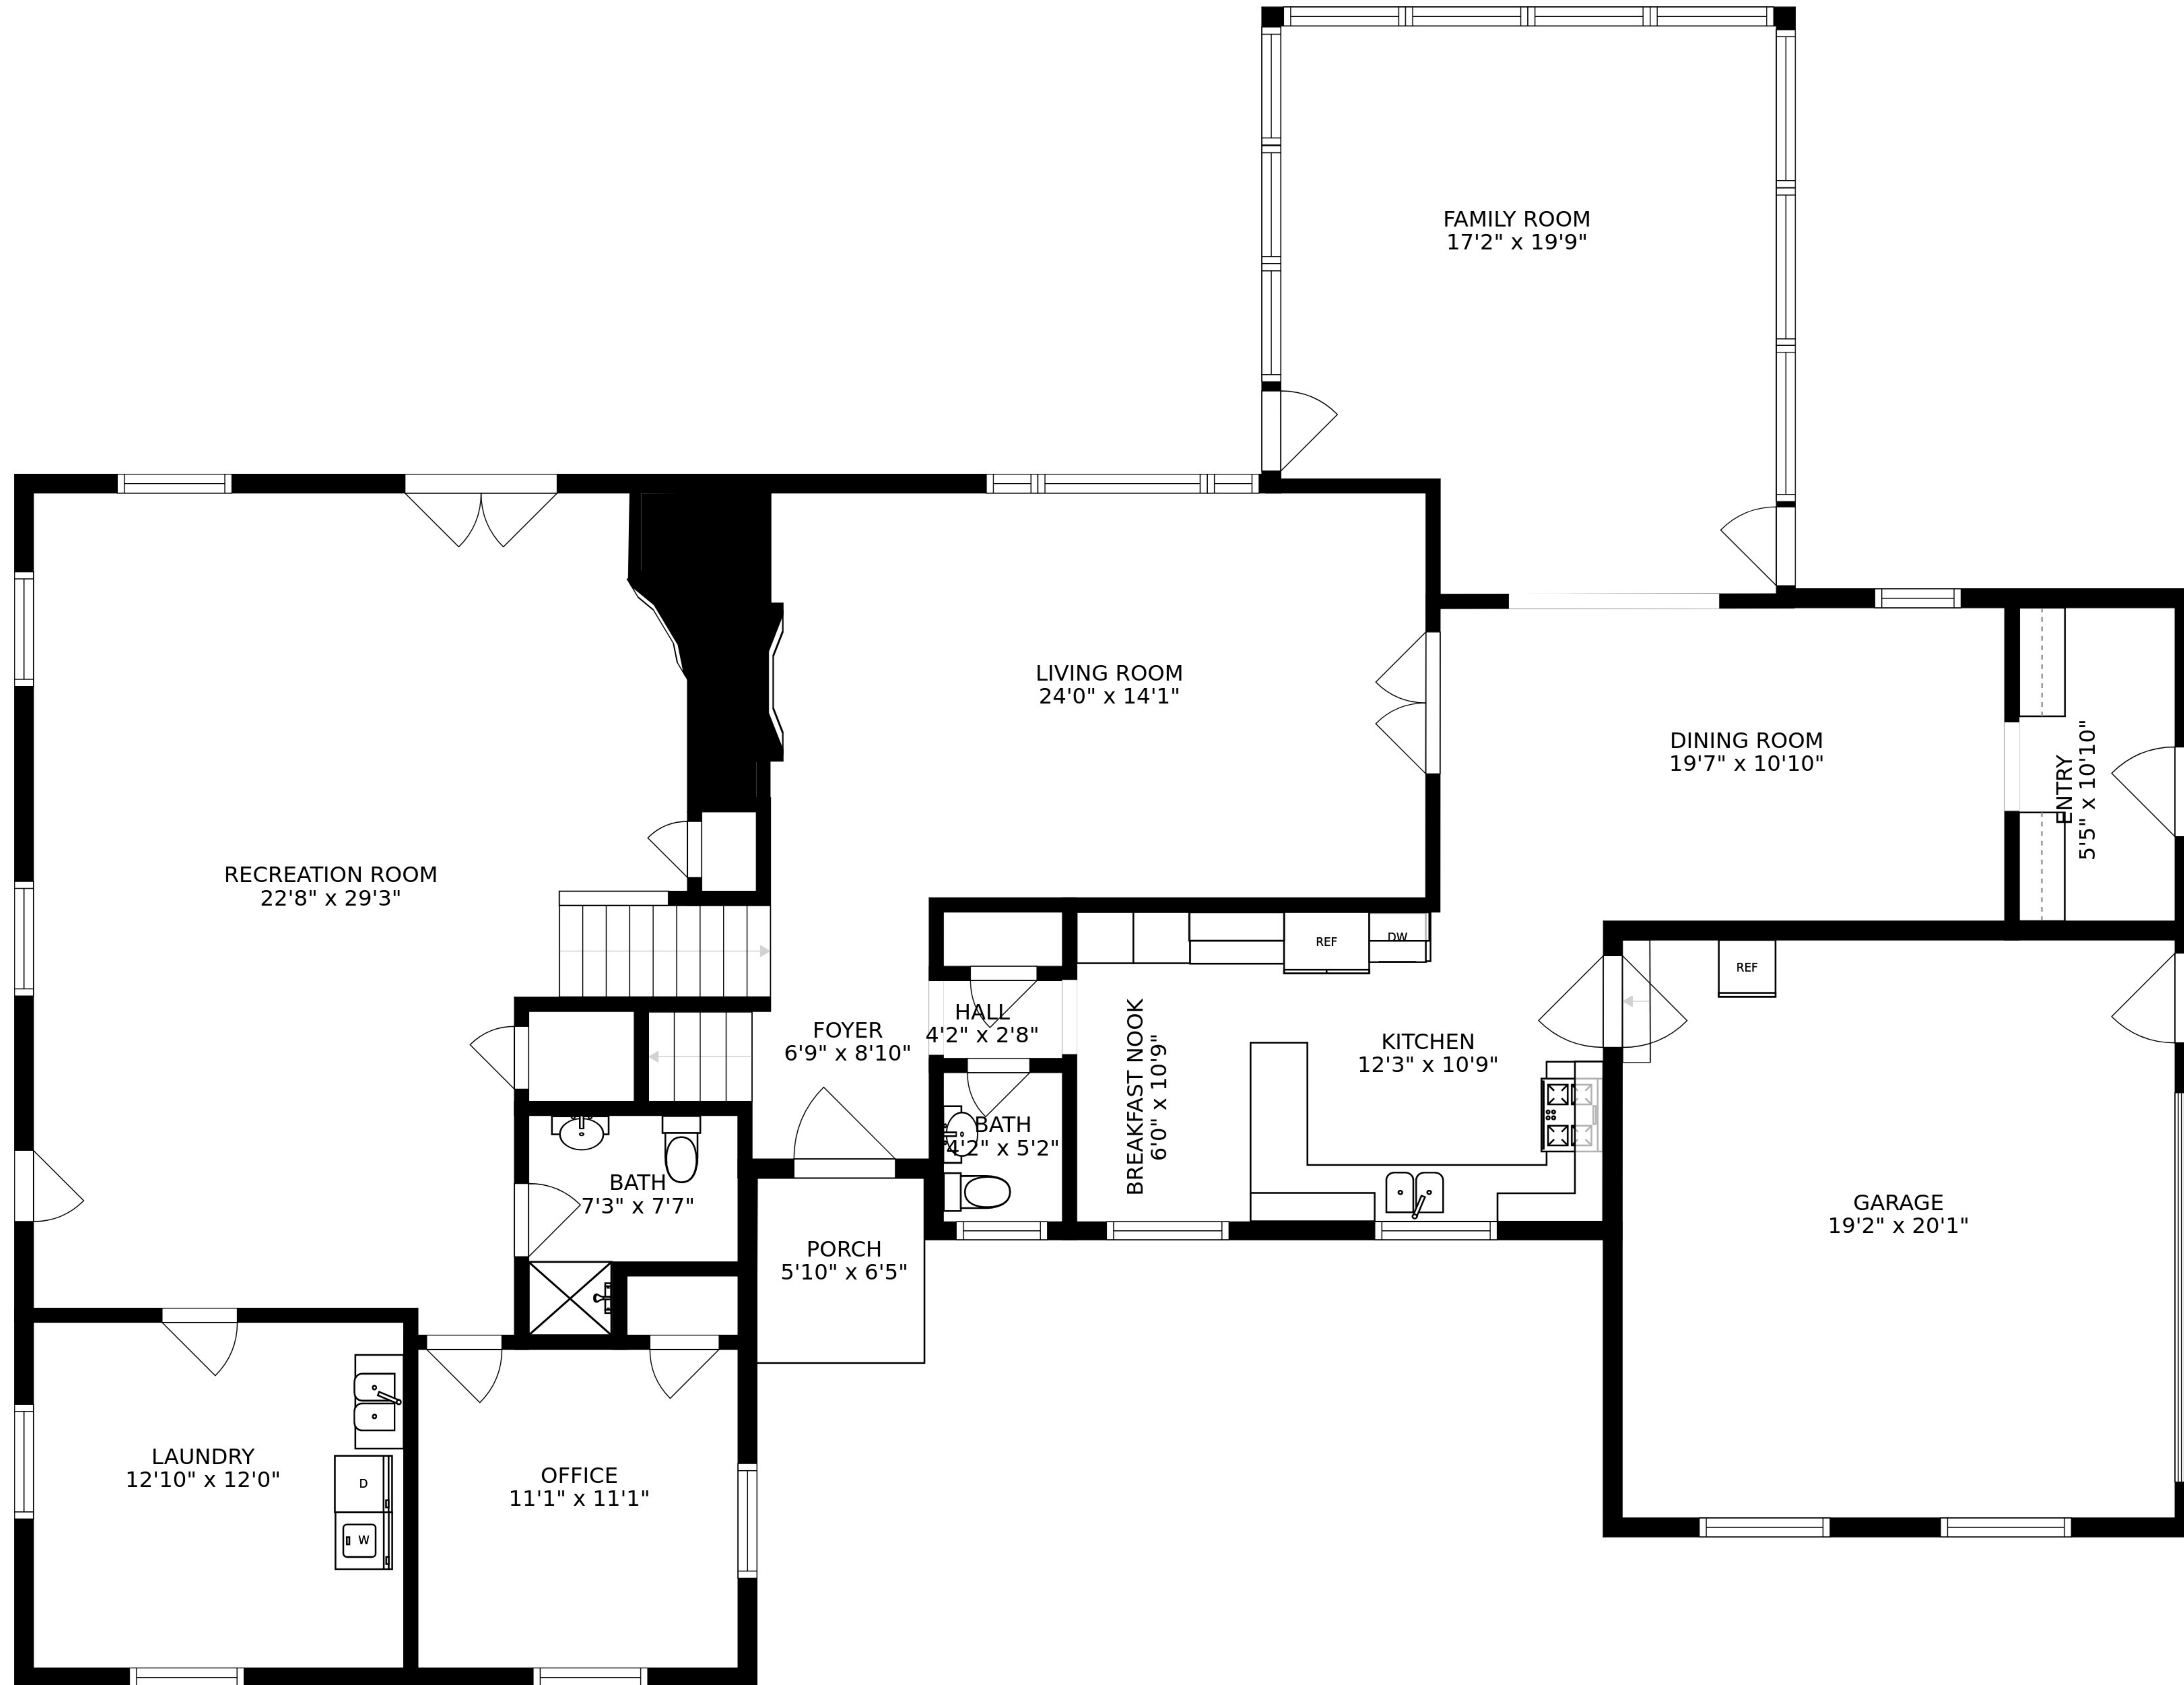 FAMILY ROOM
17'2" x 19'9"
LIVING ROOM
24'0" x 14'1"
DINING ROOM
19'7" x 10'10"
ENTRY
5'5" x 10'10"
RECREATION ROOM
22'8" x 29'3"
REF
DW
REF
HALL
4'2" x 2'8"
FOYER
6'9" x 8'10"
BREAKFAST NOOK
6'0" x 10'9"
KITCHEN
12'3" x 10'9"
BATH
4'2" x 5'2"
BATH
7'3" x 7'7"
GARAGE
19'2" x 20'1"
PORCH
5'10" x 6'5"
LAUNDRY
12'10" x 12'0"
D
W
OFFICE
11'1" x 11'1"